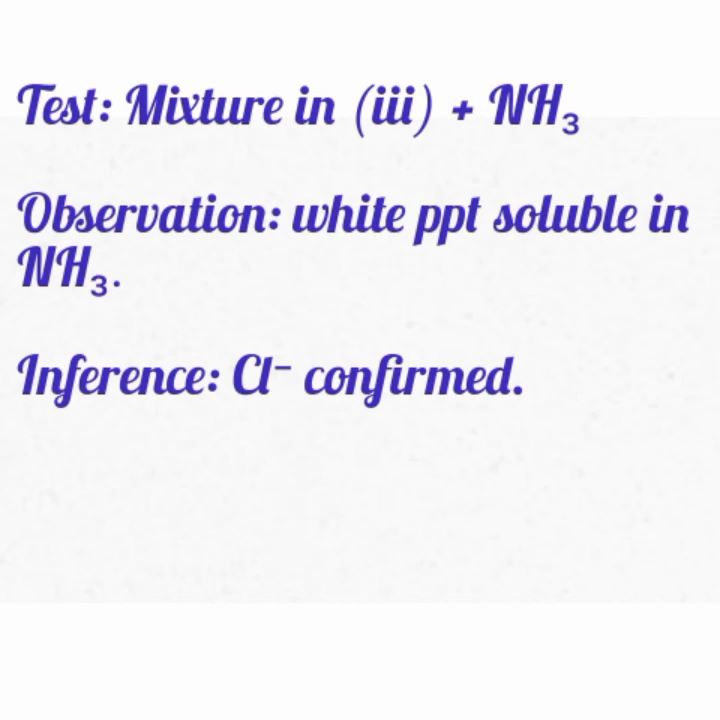 Test: Mixture in (iii) + NH₃
Observation: white ppt soluble in
NH₃.
Inference: Cl⁻ confirmed.